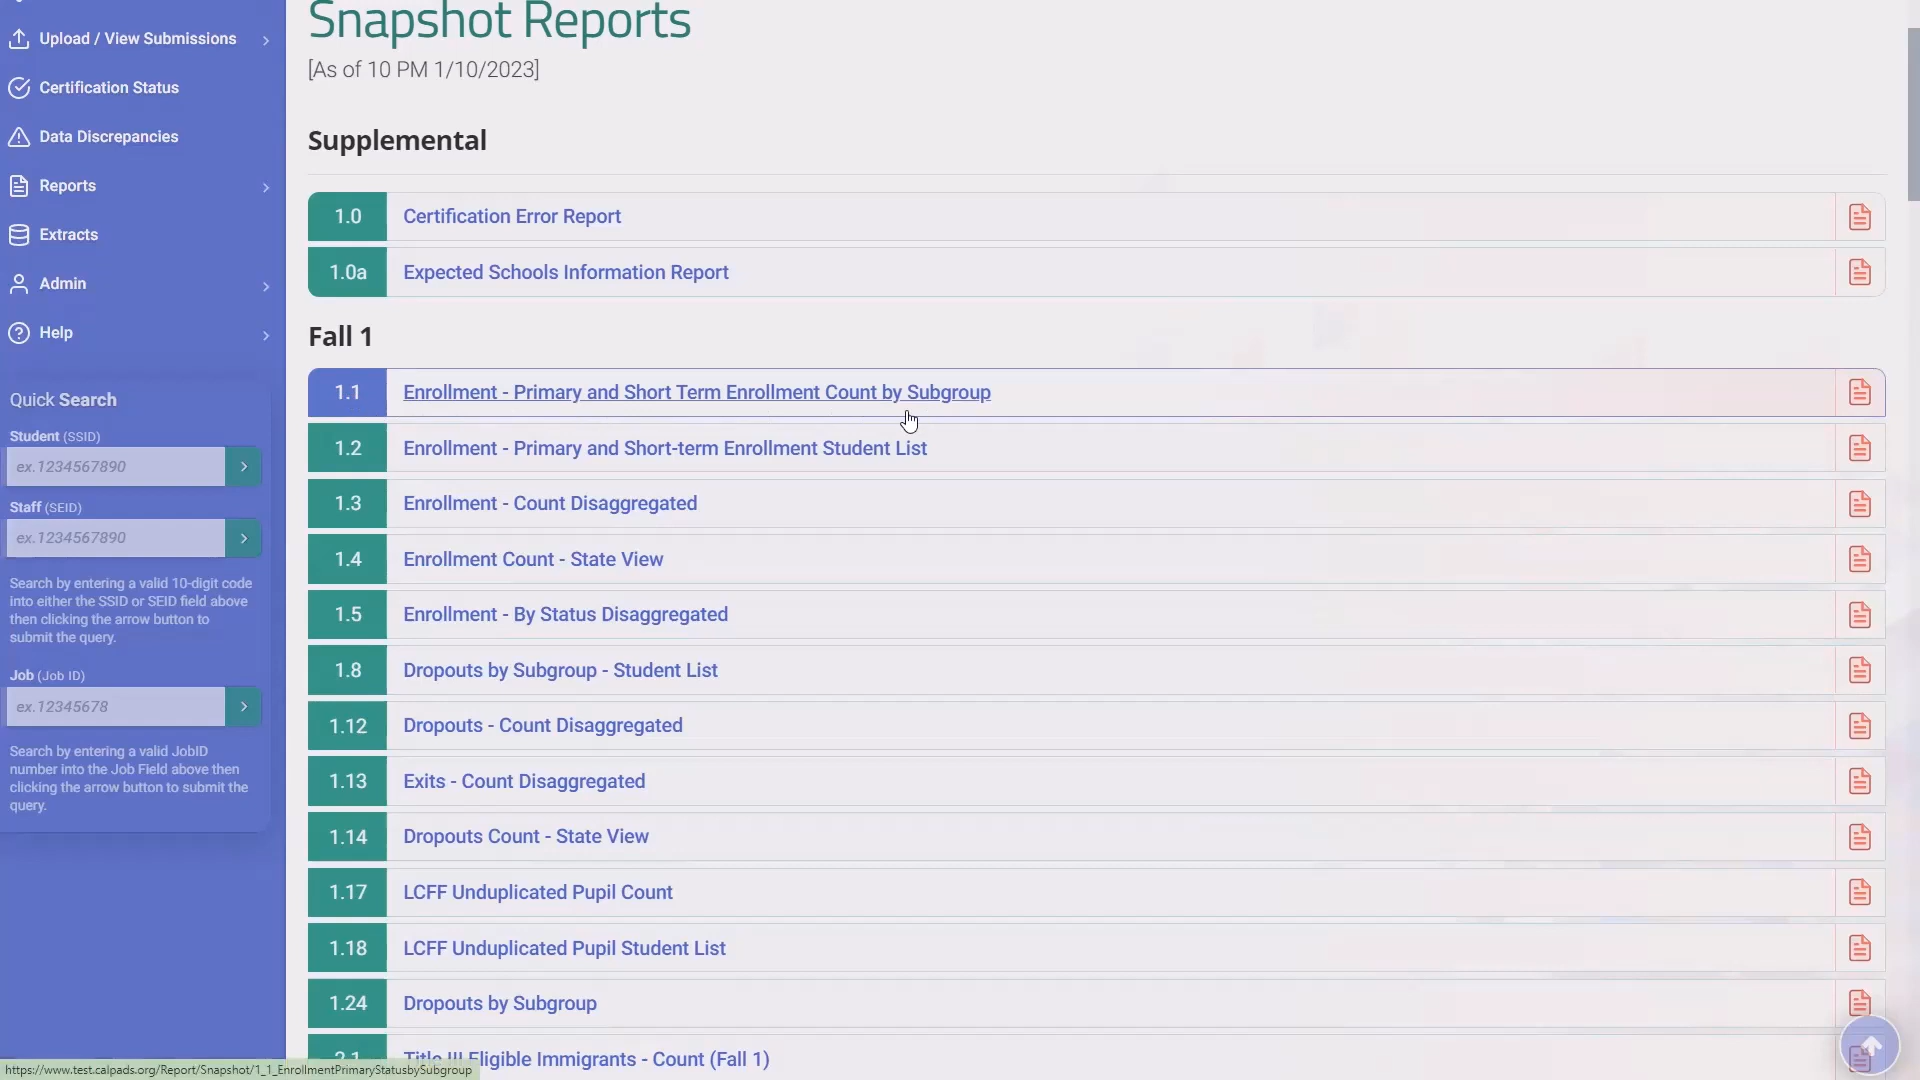 Upload / View Submissions
Certification Status
Data Discrepancies
Reports
Extracts
Admin
Help
Quick Search
Student (SSID)
ex.1234567890
Staff (SEID)
ex.1234567890
Search by entering a valid 10-digit code
into either the SSID or SEID field above
then clicking the arrow button to
submit the query.
Job (Job ID)
ex.12345678
Search by entering a valid JobID
number into the Job Field above then
clicking the arrow button to submit the
query.
Snapshot Reports
[As of 10 PM 1/10/2023]
Supplemental
1.0 Certification Error Report
1.0a Expected Schools Information Report
Fall 1
1.1 Enrollment - Primary and Short Term Enrollment Count by Subgroup
1.2 Enrollment - Primary and Short-term Enrollment Student List
1.3 Enrollment - Count Disaggregated
1.4 Enrollment Count - State View
1.5 Enrollment - By Status Disaggregated
1.8 Dropouts by Subgroup - Student List
1.12 Dropouts - Count Disaggregated
1.13 Exits - Count Disaggregated
1.14 Dropouts Count - State View
1.17 LCFF Unduplicated Pupil Count
1.18 LCFF Unduplicated Pupil Student List
1.24 Dropouts by Subgroup
2.1 Title III Eligible Immigrants - Count (Fall 1)
https://www.test.calpads.org/Report/Snapshot/1_1_EnrollmentPrimaryStatusbySubgroup